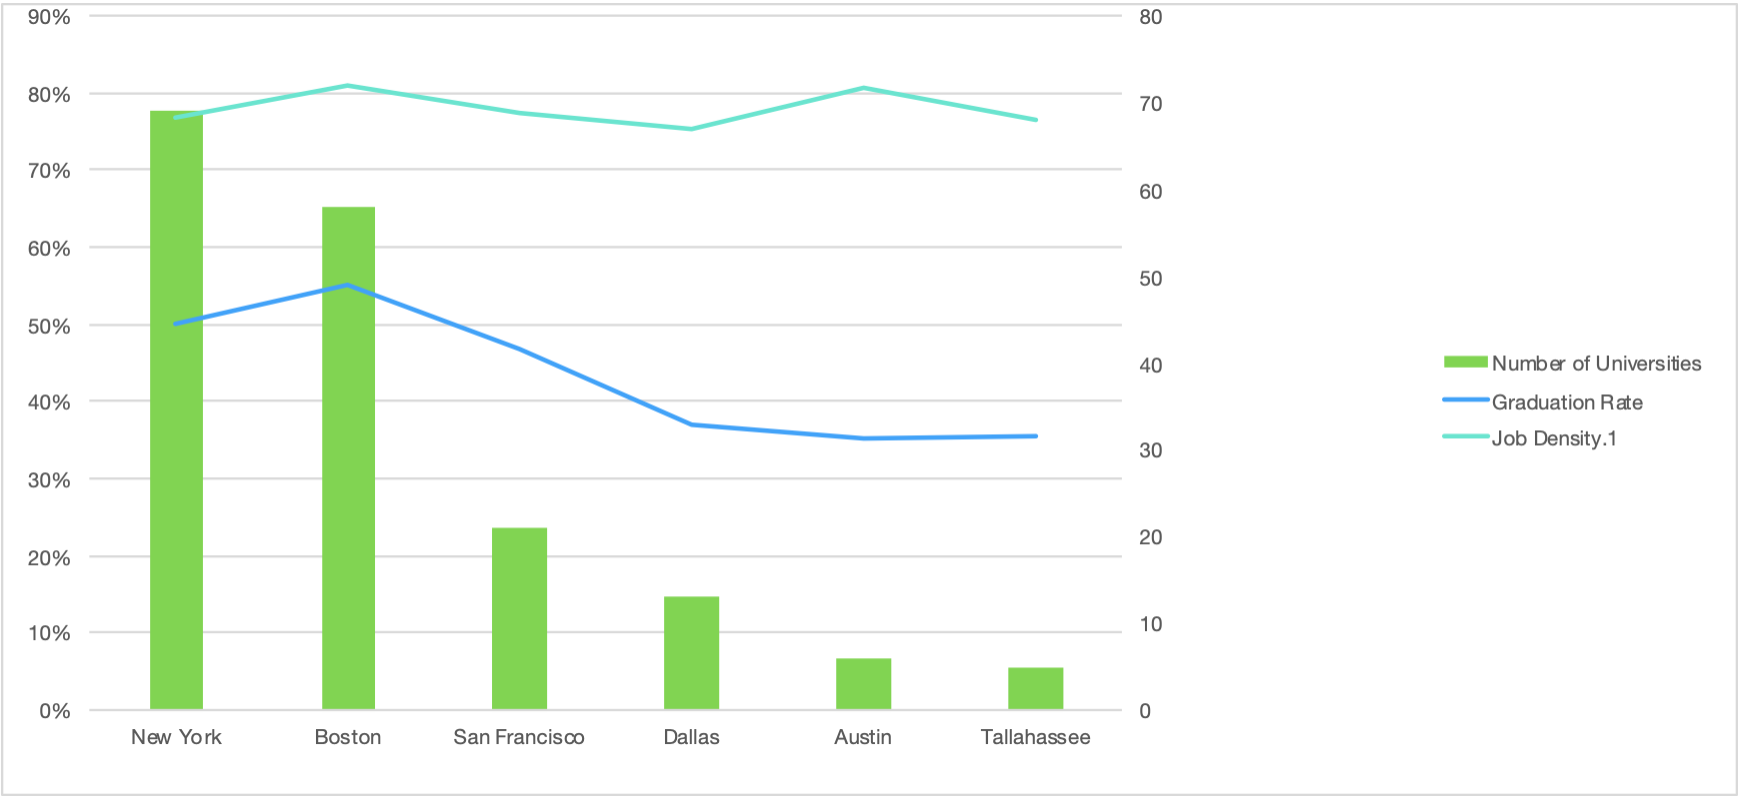 90%
80%
70%
60%
50%
40%
30%
20%
10%
0%
80
70
60
50
40
30
20
10
0
New York
Boston
San Francisco
Dallas
Austin
Tallahassee
Number of Universities
Graduation Rate
Job Density.1